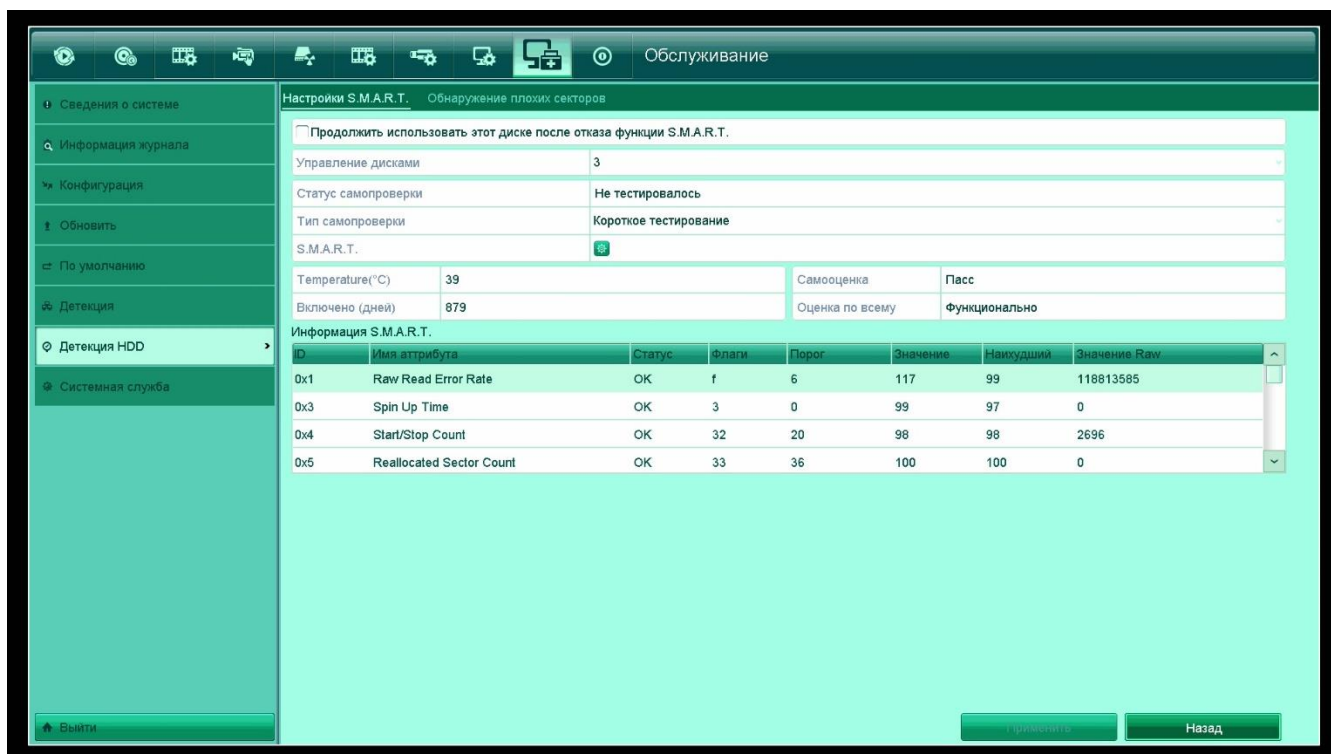 Обслуживание
Сведения о системе
Информация журнала
Конфигурация
Обновить
По умолчанию
Детекция
Детекция HDD
Системная служба
Выйти
Настройки S.M.A.R.T. Обнаружение плохих секторов
Продолжить использовать этот диске после отказа функции S.M.A.R.T.
Управление дисками 3
Статус самопроверки Не тестировалось
Тип самопроверки Короткое тестирование
S.M.A.R.T.
Temperature(°C) 39 Самооценка Пасс
Включено (дней) 879 Оценка по всему Функционально
Информация S.M.A.R.T.
ID Имя аттрибута Статус Флаги Порог Значение Наихудший Значение Raw
0x1 Raw Read Error Rate OK f 6 117 99 118813585
0x3 Spin Up Time OK 3 0 99 97 0
0x4 Start/Stop Count OK 32 20 98 98 2696
0x5 Reallocated Sector Count OK 33 36 100 100 0
Применить Назад